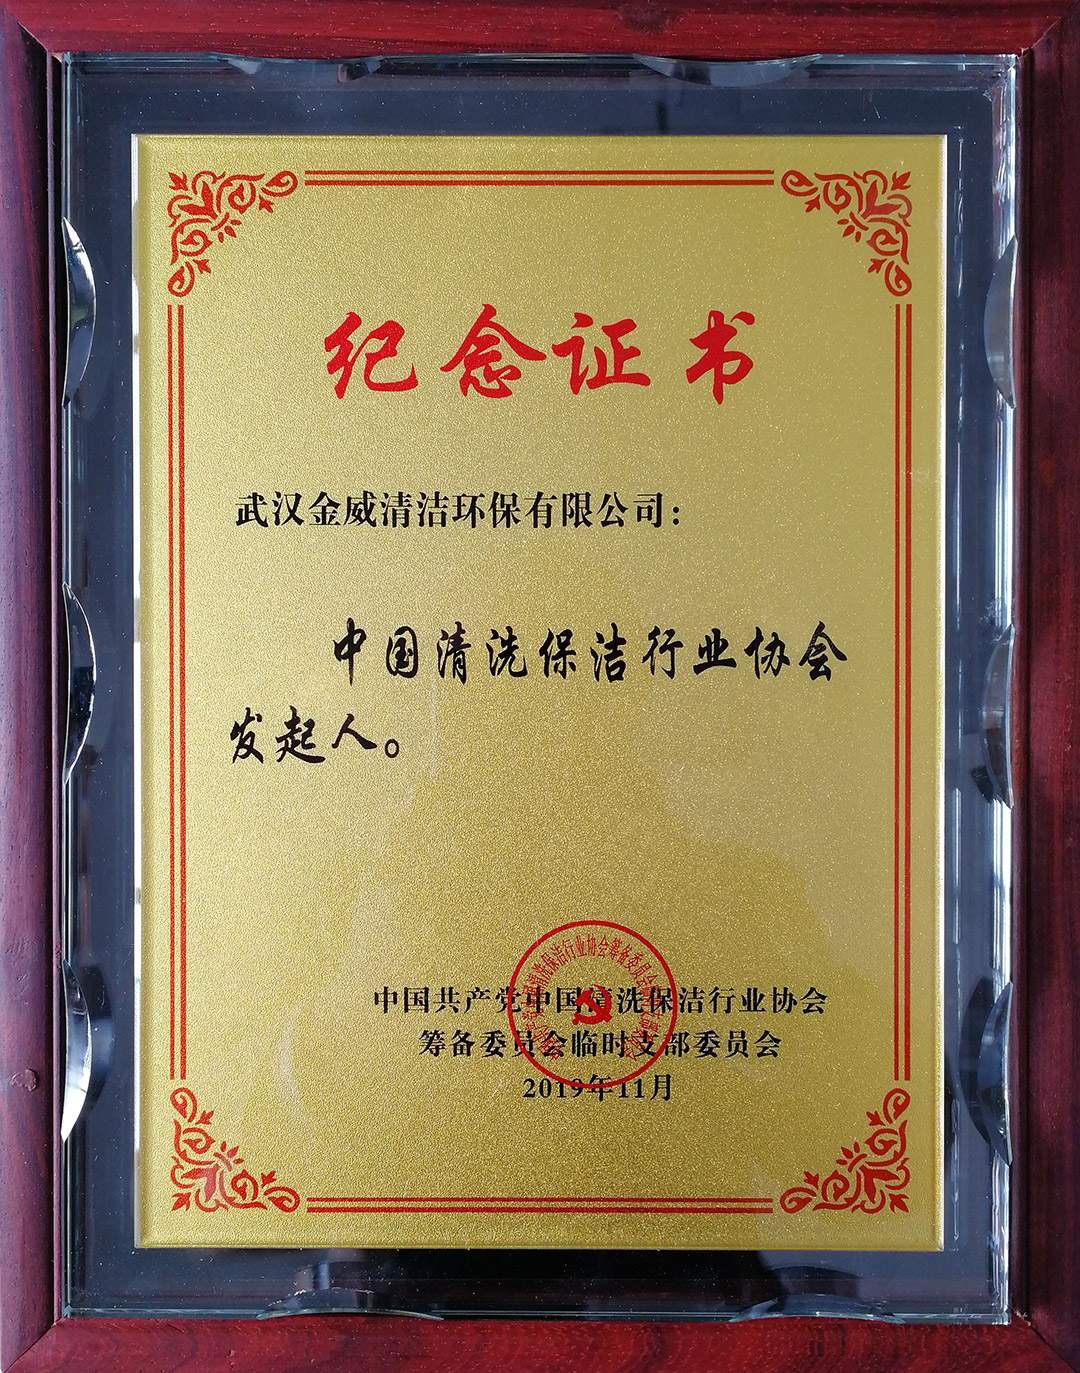 纪念证书
武汉金威清洁环保有限公司：
中国清洗保洁行业协会
发起人。
中国共产党中国清洗保洁行业协会
筹备委员会临时支部委员会
2019年11月